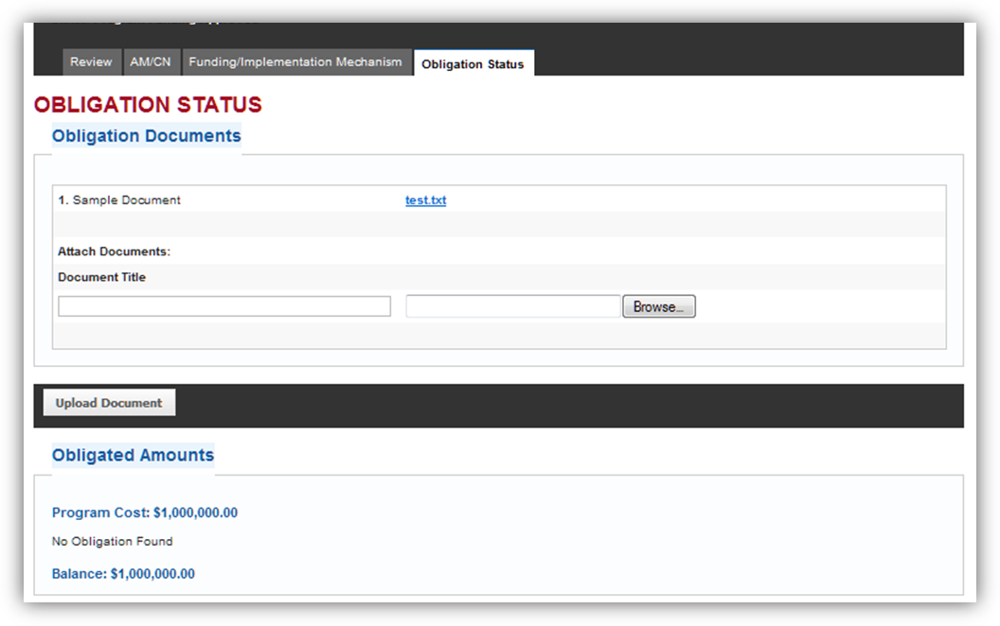 Review AM/CN Funding/Implementation Mechanism Obligation Status
OBLIGATION STATUS
Obligation Documents
1. Sample Document test.txt
Attach Documents:
Document Title
Browse...
Upload Document
Obligated Amounts
Program Cost: $1,000,000.00
No Obligation Found
Balance: $1,000,000.00